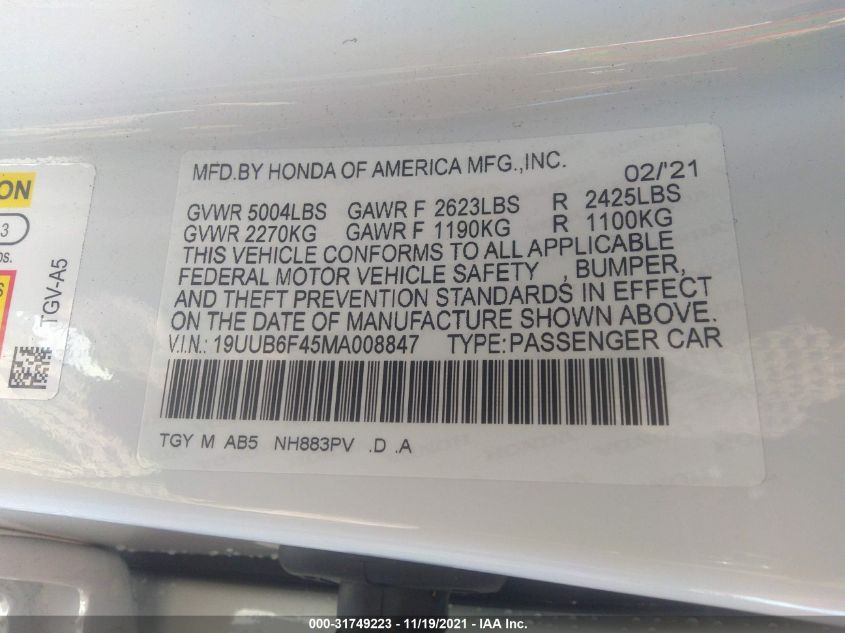 MFD.BY HONDA OF AMERICA MFG.,INC. 02/'21
GVWR 5004LBS GAWR F 2623LBS R 2425LBS
GVWR 2270KG GAWR F 1190KG R 1100KG
THIS VEHICLE CONFORMS TO ALL APPLICABLE
FEDERAL MOTOR VEHICLE SAFETY , BUMPER,
AND THEFT PREVENTION STANDARDS IN EFFECT
ON THE DATE OF MANUFACTURE SHOWN ABOVE.
V.I.N.: 19UUB6F45MA008847 TYPE:PASSENGER CAR
TGY M AB5 NH883PV .D .A
ON
3
os.
S
TGV-A5
000-31749223 - 11/19/2021 - IAA Inc.